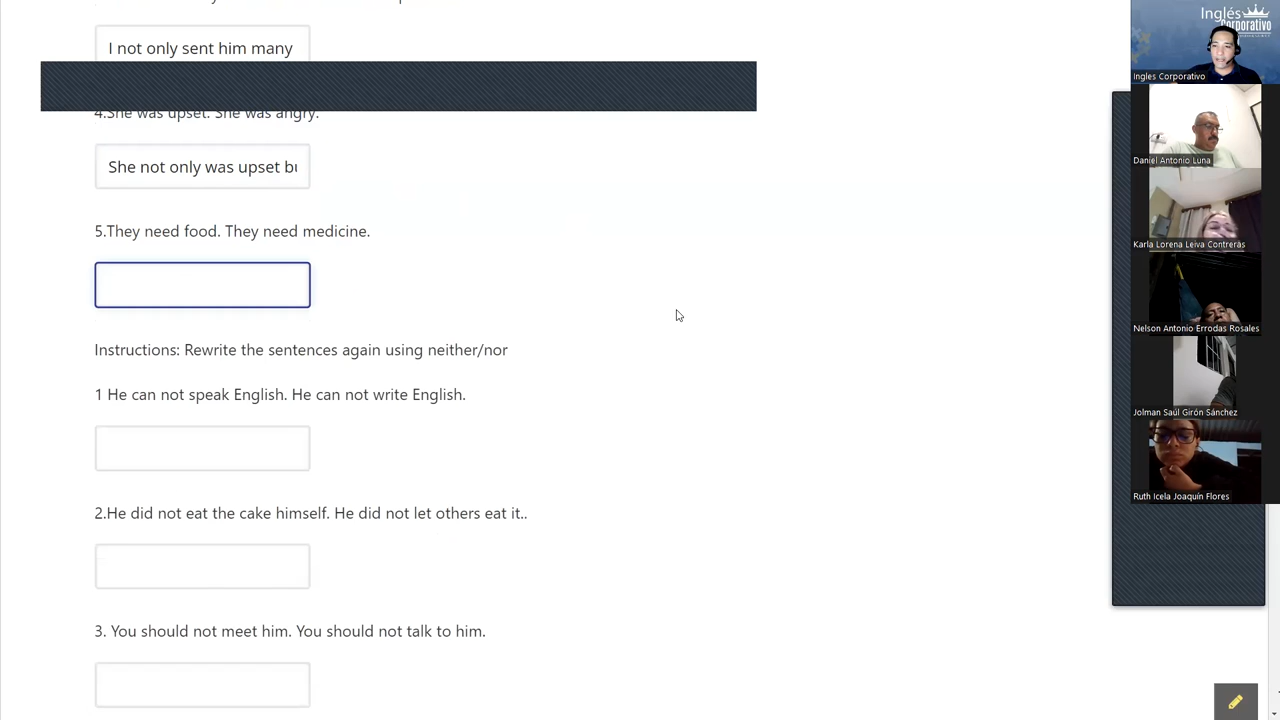 I not only sent him many
4.She was upset. She was angry.
She not only was upset bu
5.They need food. They need medicine.
Instructions: Rewrite the sentences again using neither/nor
1 He can not speak English. He can not write English.
2.He did not eat the cake himself. He did not let others eat it..
3. You should not meet him. You should not talk to him.
Inglés
Corporativo
Ingles Corporativo
Daniel Antonio Luna
Karla Lorena Leiva Contreras
Nelson Antonio Errodas Rosales
Jolman Saúl Girón Sánchez
Ruth Icela Joaquín Flores